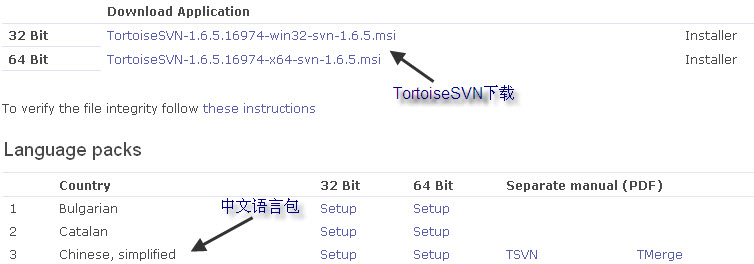 Download Application
32 Bit TortoiseSVN-1.6.5.16974-win32-svn-1.6.5.msi Installer
64 Bit TortoiseSVN-1.6.5.16974-x64-svn-1.6.5.msi Installer
TortoiseSVN下载
To verify the file integrity follow these instructions
Language packs
Country 32 Bit 64 Bit Separate manual (PDF)
1 Bulgarian Setup Setup
中文语言包
2 Catalan Setup Setup
3 Chinese, simplified Setup Setup TSVN TMerge